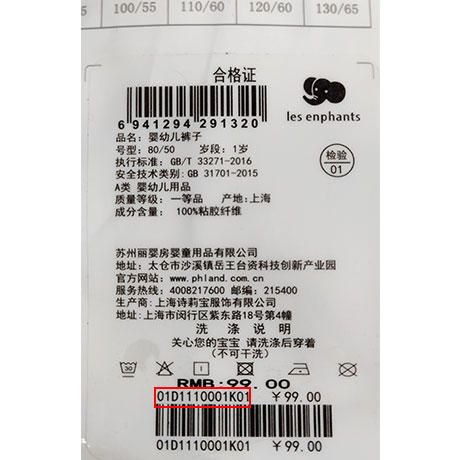 5 100/55 110/60 120/60 130/65
合格证
6 941294 291320
les enphants
品名: 婴幼儿裤子
号型: 80/50 岁段: 1岁
执行标准: GB/T 33271-2016
安全技术类别: GB 31701-2015
检验
01
A类 婴幼儿用品
质量等级: 一等品 产地: 上海
成分含量: 100%粘胶纤维
苏州丽婴房婴童用品有限公司
地址: 太仓市沙溪镇岳王台资科技创新产业园
官方网站: www.phland.com.cn
服务热线: 4008217600 邮编: 215400
生产商: 上海诗莉宝服饰有限公司
地址: 上海市闵行区紫东路18号第4幢
洗涤说明
关心您的宝宝 请洗涤后穿着
(不可干洗)
30
RMB:99.00
01D1110001K01 ￥99.00
01D1110001K01 ￥99.00